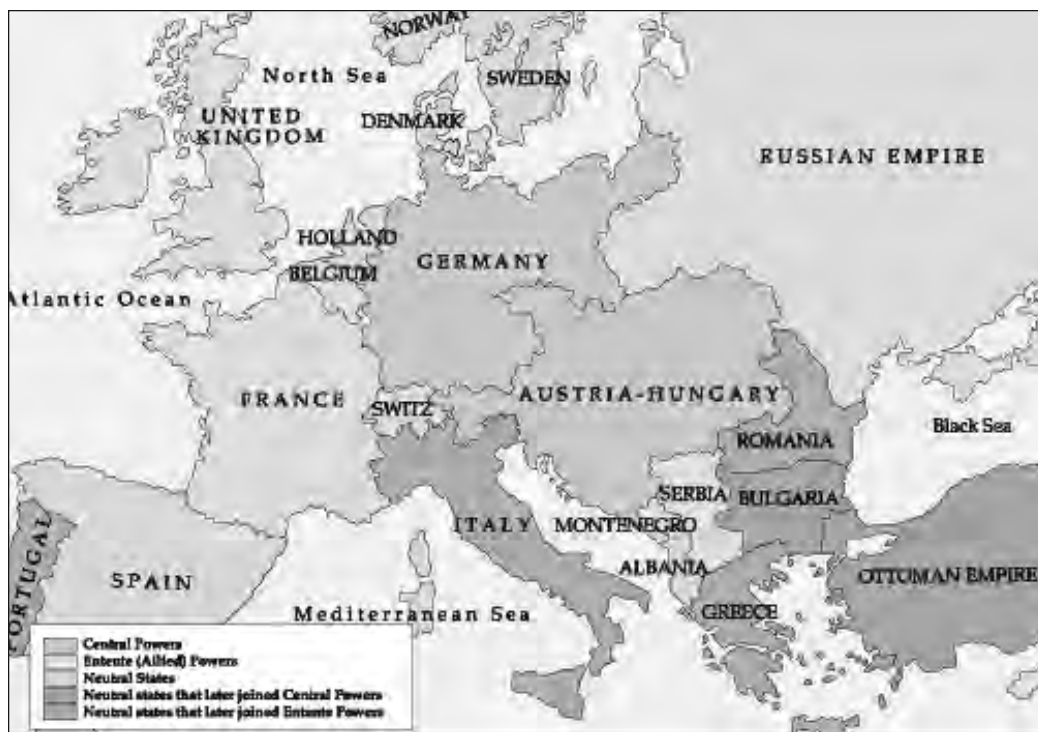 NORWAY
North Sea
SWEDEN
UNITED
KINGDOM
DENMARK
RUSSIAN EMPIRE
HOLLAND
GERMANY
BELGIUM
Atlantic Ocean
FRANCE
SWITZ
AUSTRIA-HUNGARY
Black Sea
ROMANIA
SERBIA
BULGARIA
ITALY
MONTENEGRO
PORTUGAL
SPAIN
ALBANIA
OTTOMAN EMPIRE
Mediterranean Sea
GREECE
Central Powers
Entente (Allied) Powers
Neutral States
Neutral states that later joined Central Powers
Neutral states that later joined Entante Powers